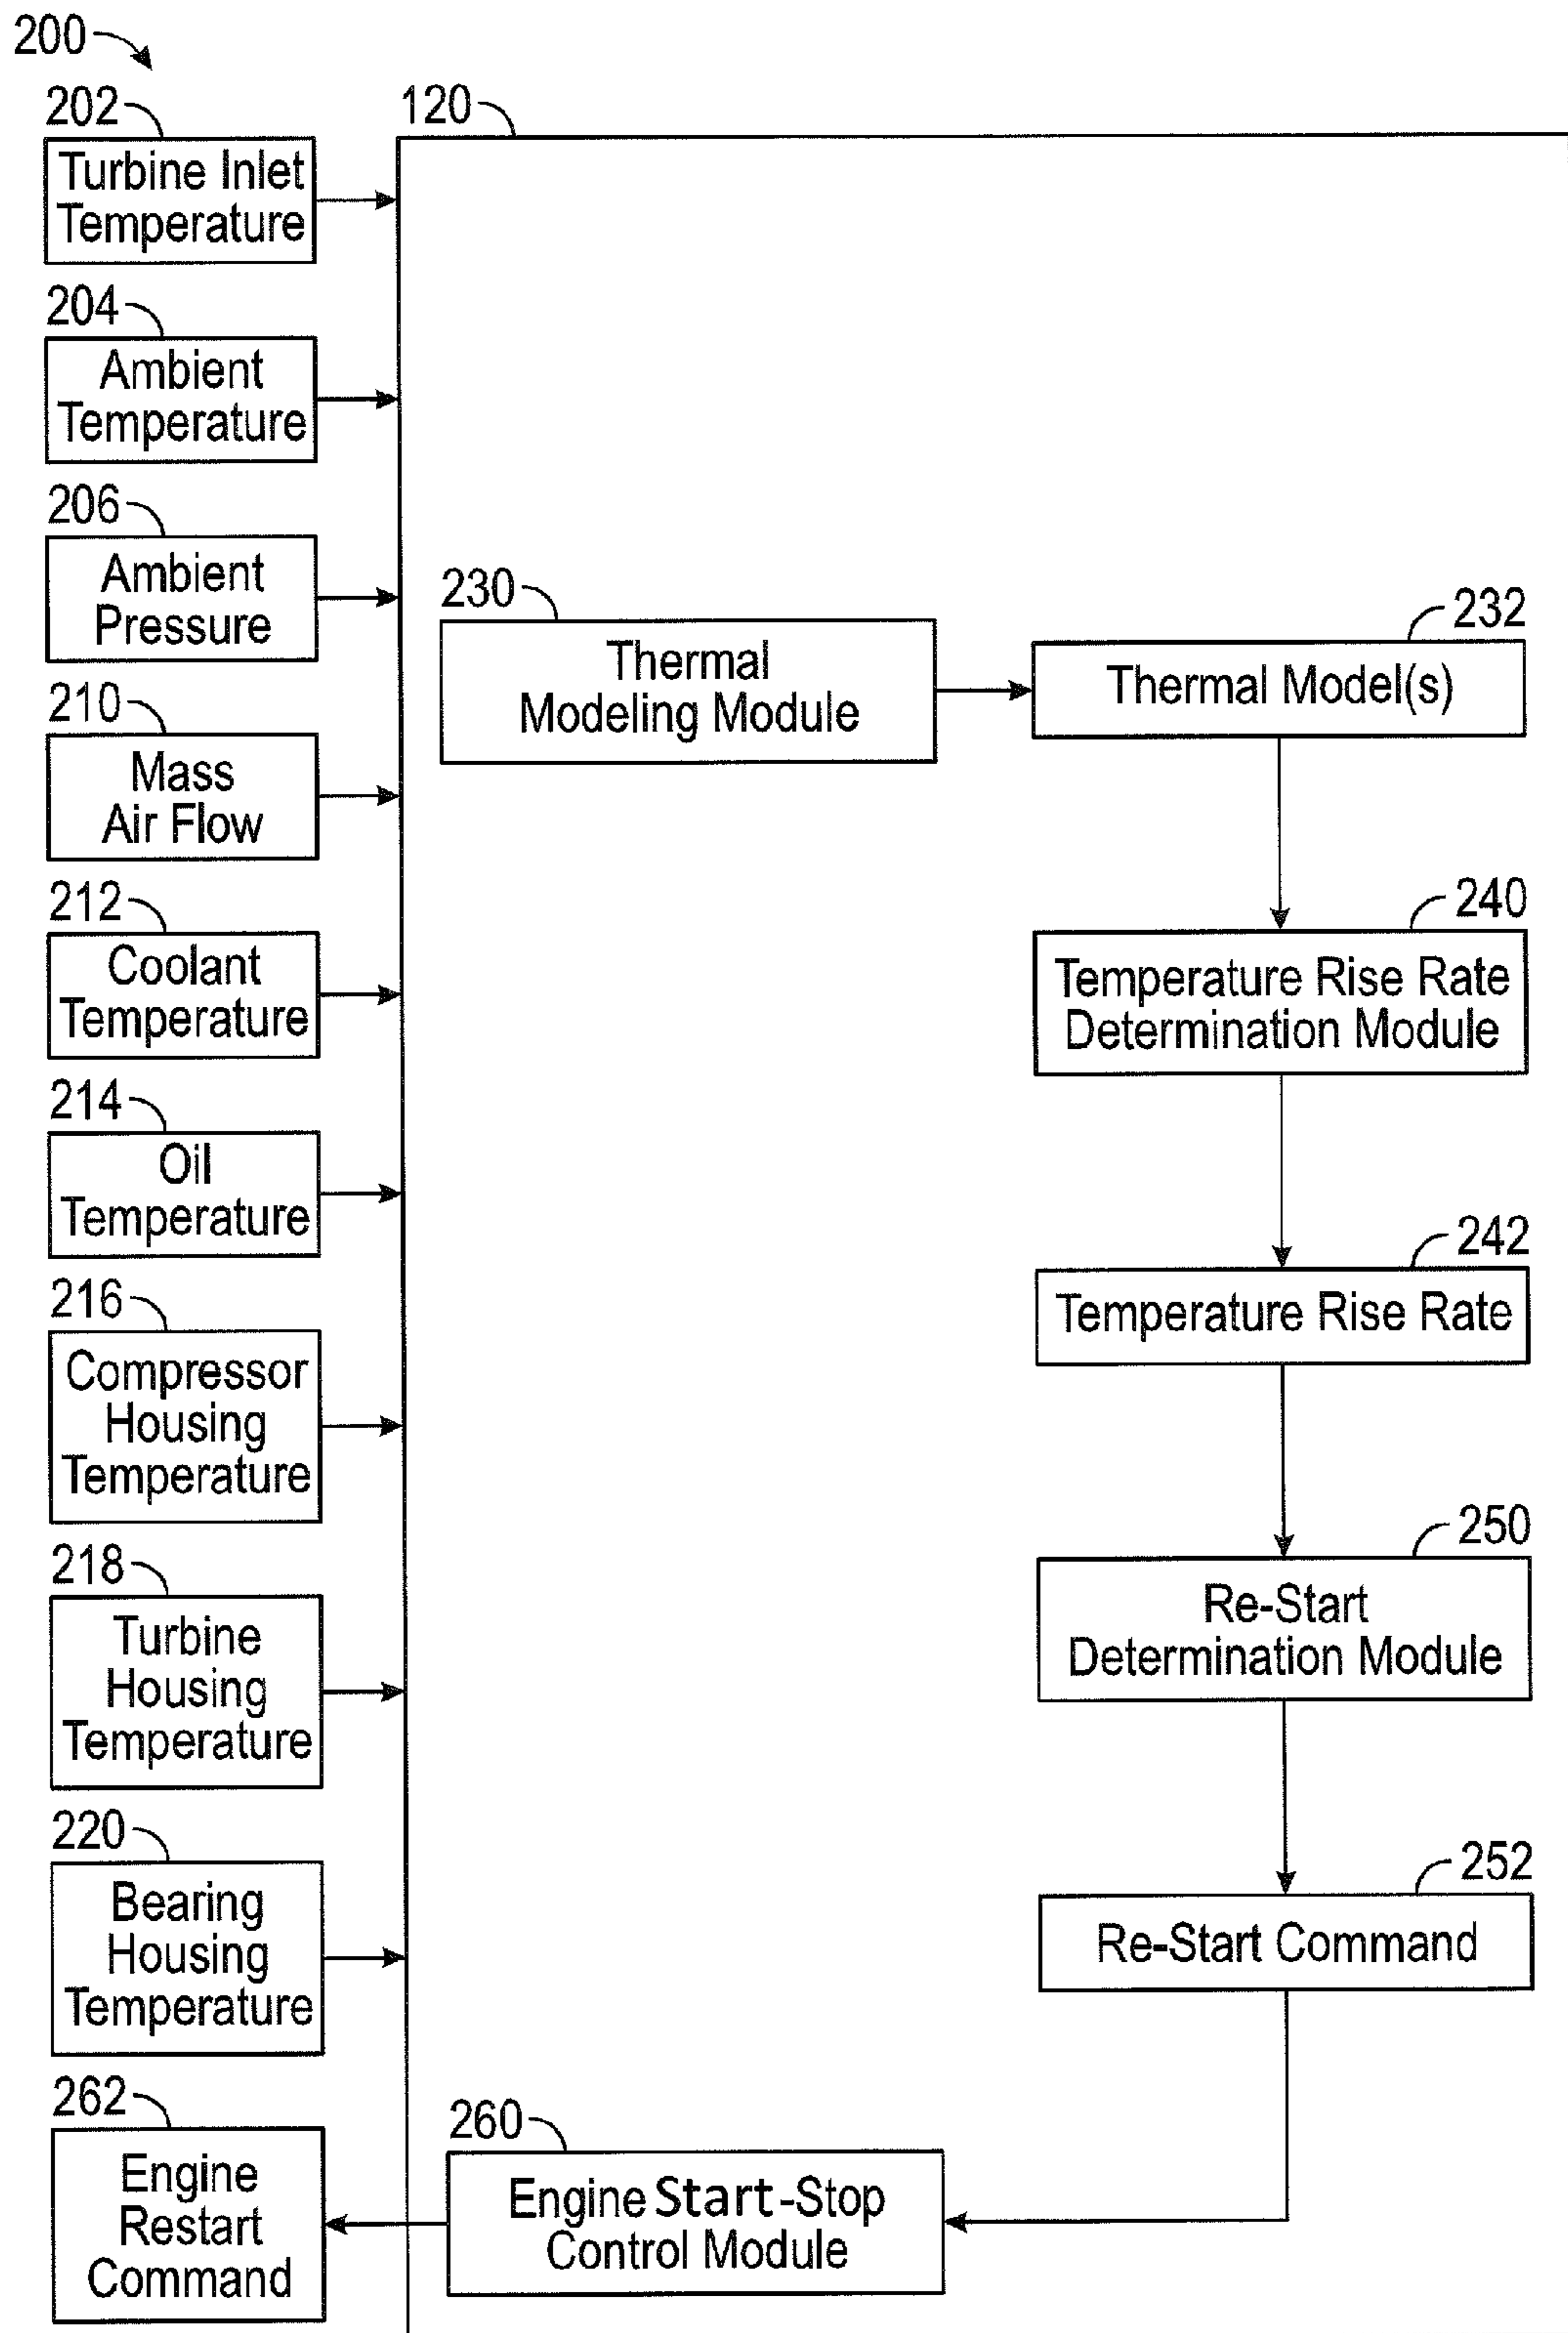 200
202
Turbine Inlet
Temperature
204
Ambient
Temperature
206
Ambient
Pressure
210
Mass
Air Flow
212
Coolant
Temperature
214
Oil
Temperature
216
Compressor
Housing
Temperature
218
Turbine
Housing
Temperature
220
Bearing
Housing
Temperature
262
Engine
Restart
Command
120
230
Thermal
Modeling Module
232
Thermal Model(s)
240
Temperature Rise Rate
Determination Module
242
Temperature Rise Rate
250
Re-Start
Determination Module
252
Re-Start Command
260
Engine Start-Stop
Control Module